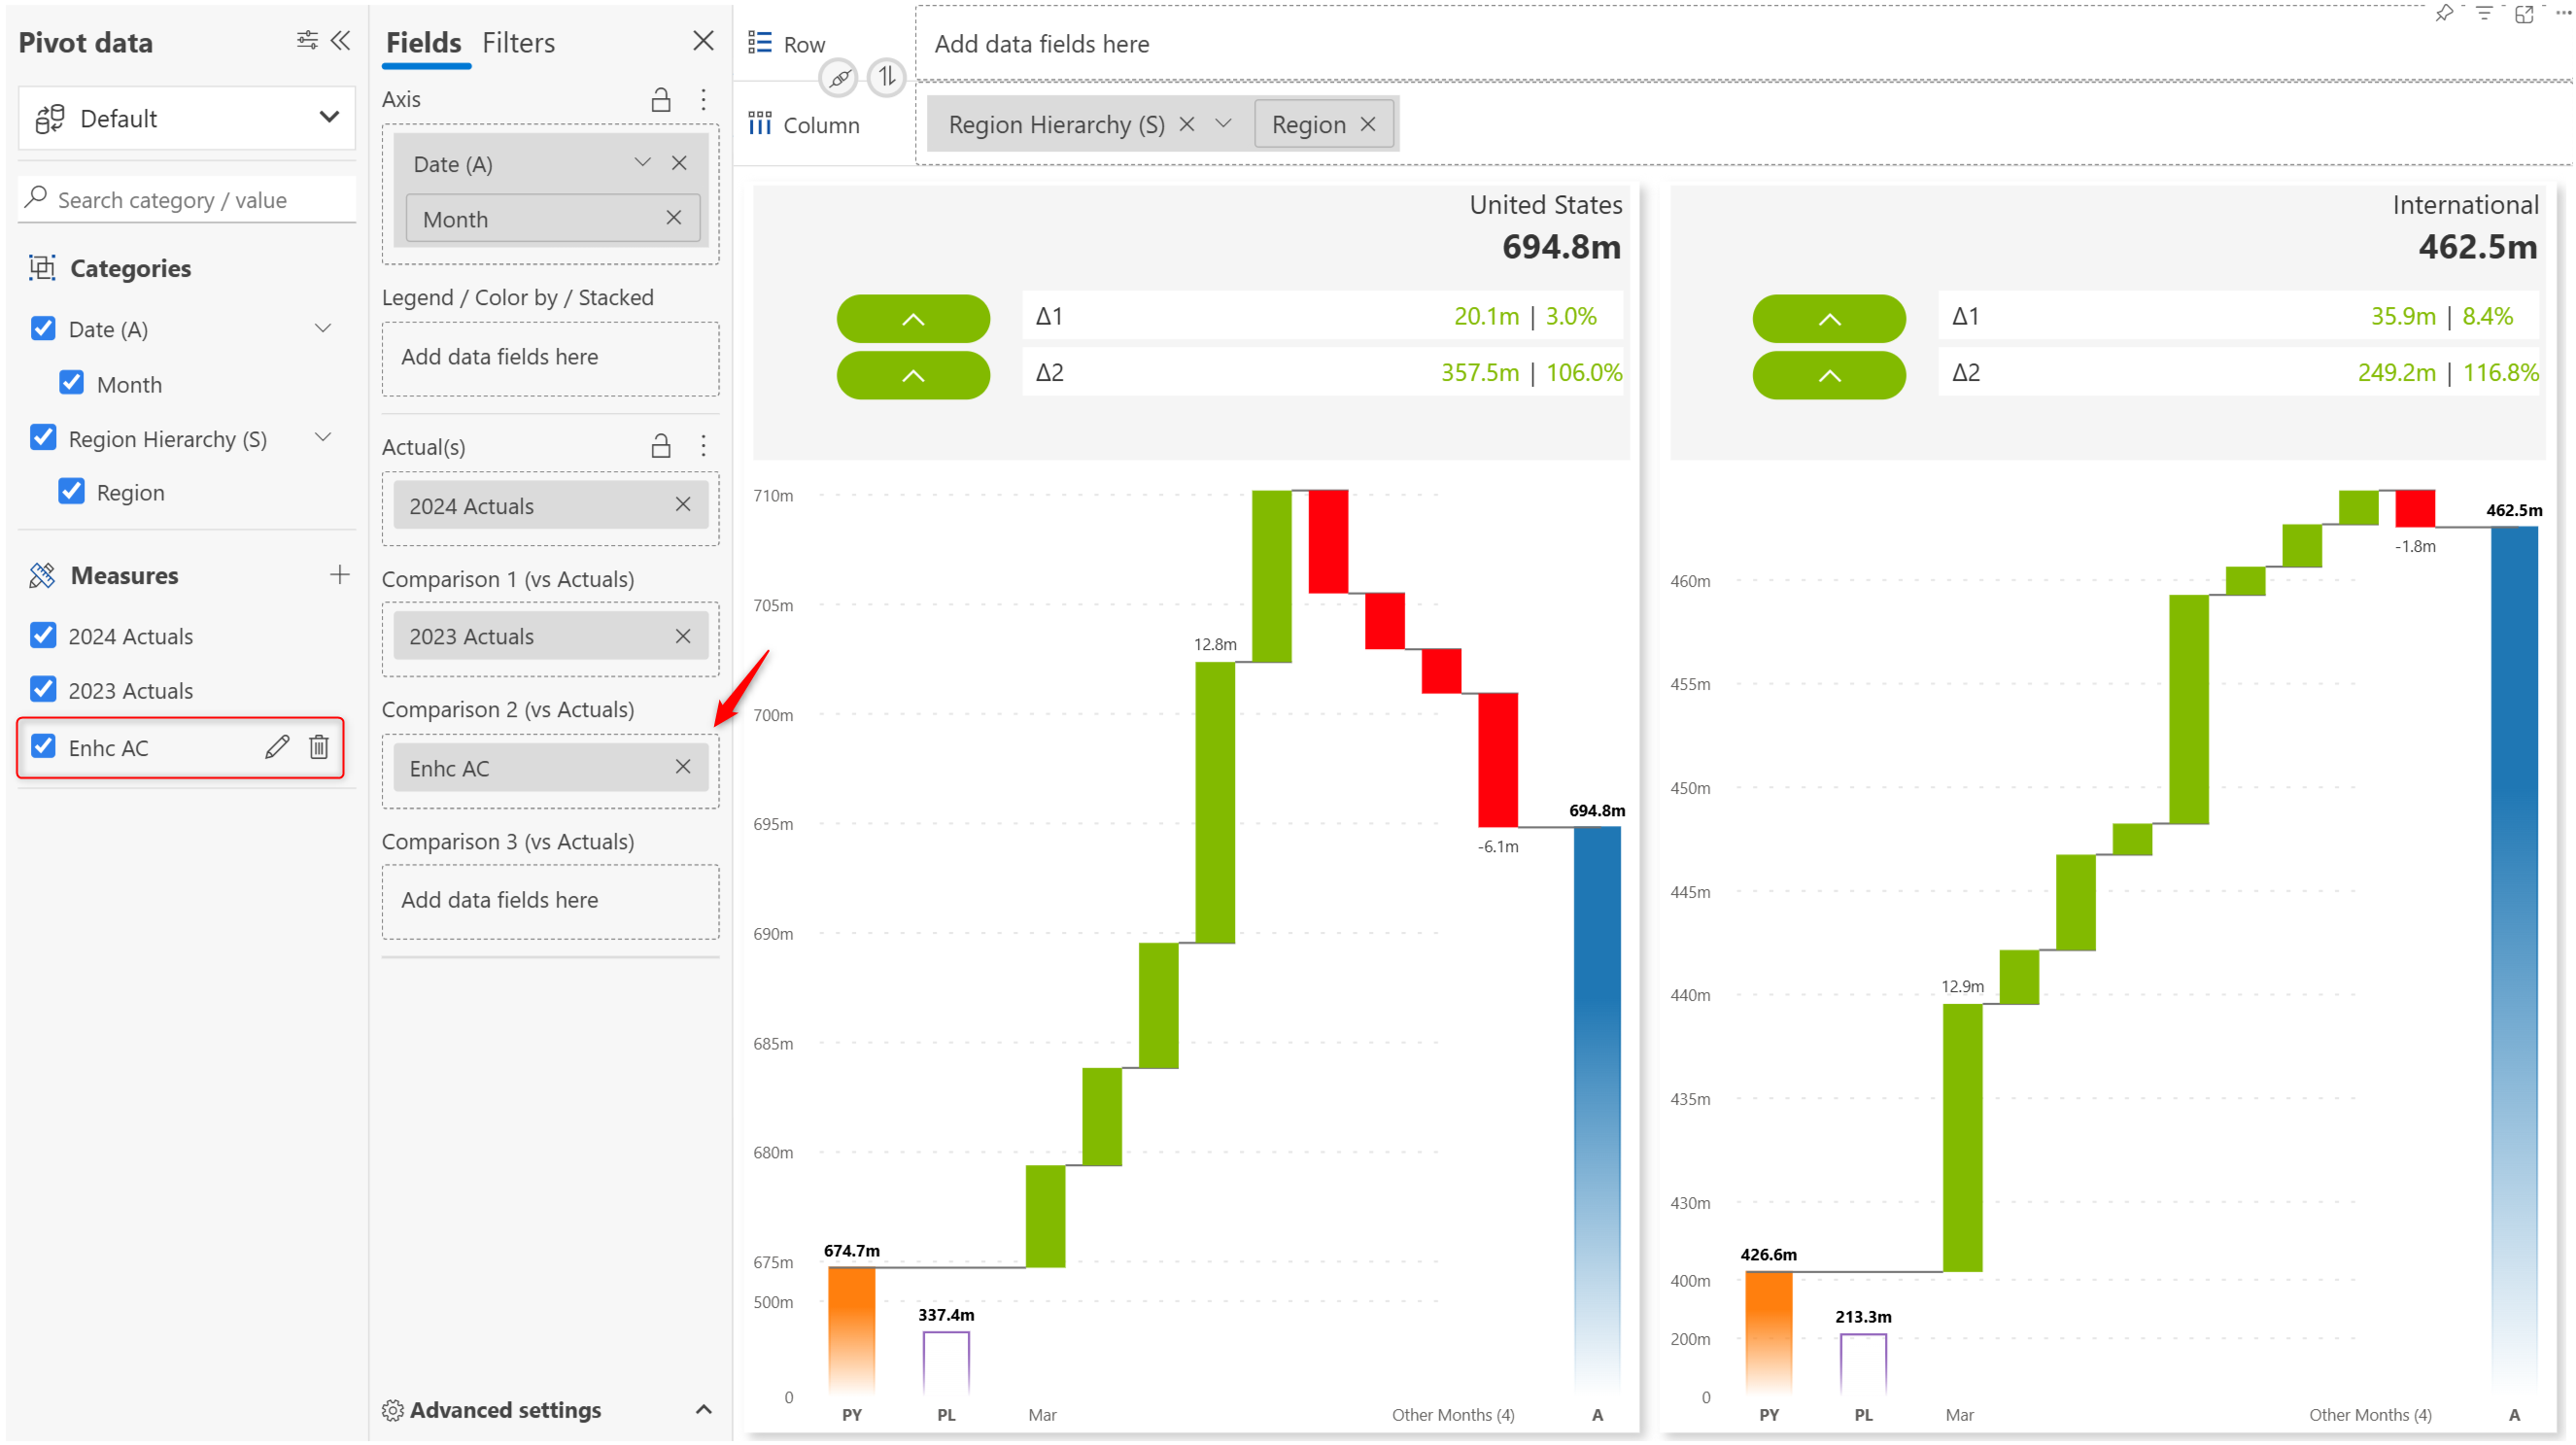 Pivot data
Default
Search category / value
Categories
Date (A)
Month
Region Hierarchy (S)
Region
Measures
2024 Actuals
2023 Actuals
Enhc AC
Fields Filters
Axis
Date (A)
Month
Legend / Color by / Stacked
Add data fields here
Actual(s)
2024 Actuals
Comparison 1 (vs Actuals)
2023 Actuals
Comparison 2 (vs Actuals)
Enhc AC
Comparison 3 (vs Actuals)
Add data fields here
Advanced settings
Row
Add data fields here
Column
Region Hierarchy (S) Region
United States
694.8m
Δ1 20.1m | 3.0%
Δ2 357.5m | 106.0%
710m
705m
700m
695m
690m
685m
680m
675m
500m
0
674.7m
337.4m
12.8m
-6.1m
694.8m
PY PL Mar Other Months (4) A
International
462.5m
Δ1 35.9m | 8.4%
Δ2 249.2m | 116.8%
460m
455m
450m
445m
440m
435m
430m
400m
200m
0
426.6m
213.3m
12.9m
-1.8m
462.5m
PY PL Mar Other Months (4) A